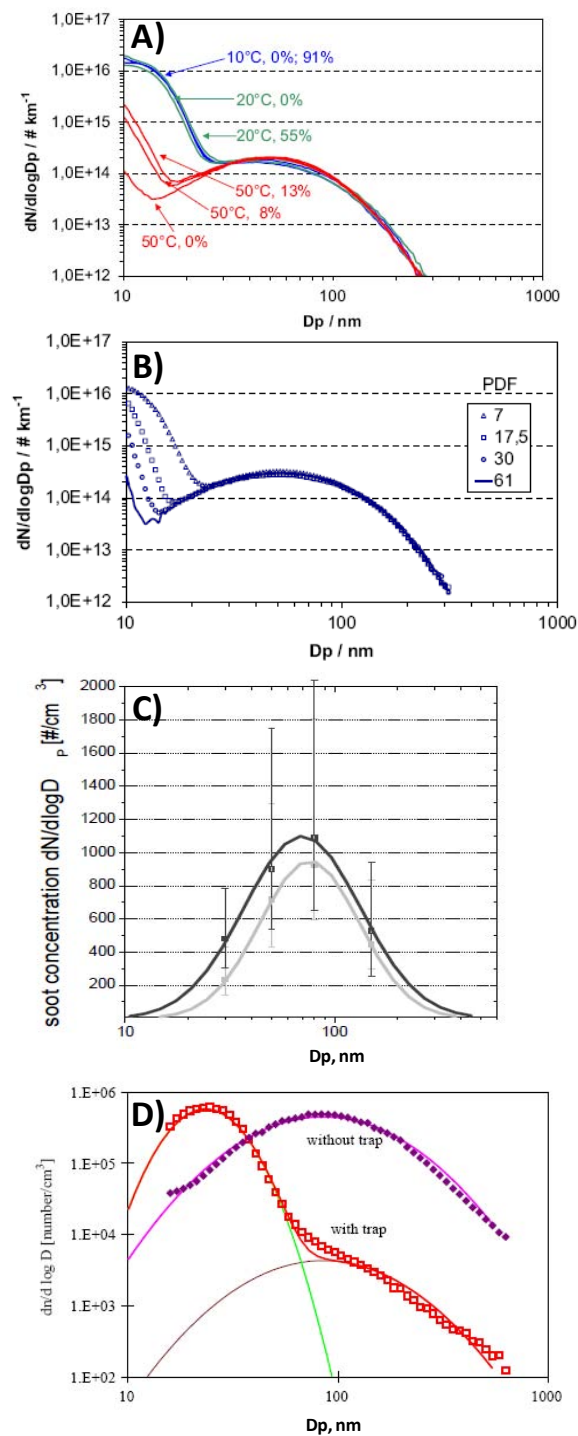 A)
1,0E+17
1,0E+16
1,0E+15
1,0E+14
1,0E+13
1,0E+12
dN/dlogDp / # km-1
10°C, 0%; 91%
20°C, 0%
20°C, 55%
50°C, 13%
50°C, 8%
50°C, 0%
10
100
1000
Dp / nm
B)
1,0E+17
1,0E+16
1,0E+15
1,0E+14
1,0E+13
1,0E+12
dN/dlogDp / # km-1
PDF
7
17,5
30
61
10
100
1000
Dp / nm
C)
2000
1800
1600
1400
1200
1000
800
600
400
200
soot concentration dN/dlogD P [#/cm 3]
10
100
Dp, nm
D)
1.E+06
1.E+05
1.E+04
1.E+03
1.E+02
dn/d log D [number/cm3]
without trap
with trap
10
100
1000
Dp, nm